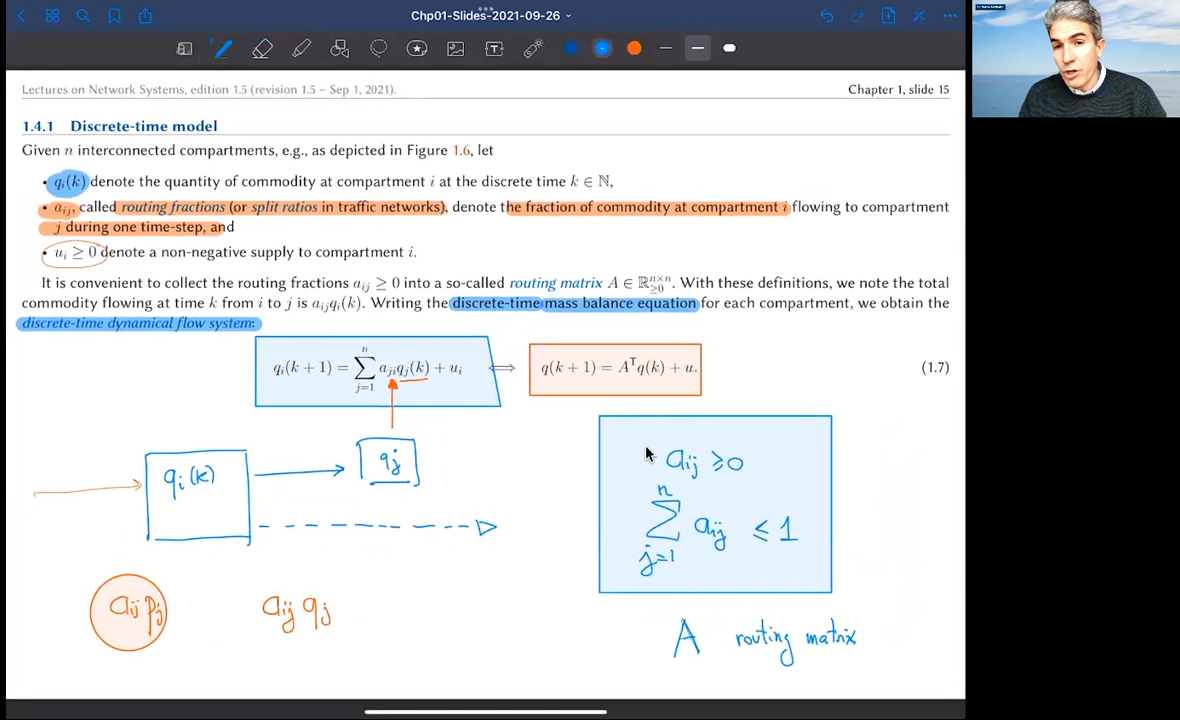 Chp01-Slides-2021-09-26
Lectures on Network Systems, edition 1.5 (revision 1.5 – Sep 1, 2021).
Chapter 1, slide 15
1.4.1 Discrete-time model
Given n interconnected compartments, e.g., as depicted in Figure 1.6, let
• qᵢ(k) denote the quantity of commodity at compartment i at the discrete time k ∈ ℕ,
• aᵢⱼ, called routing fractions (or split ratios in traffic networks), denote the fraction of commodity at compartment i flowing to compartment
j during one time-step, and
• uᵢ ≥ 0 denote a non-negative supply to compartment i.
It is convenient to collect the routing fractions aᵢⱼ ≥ 0 into a so-called routing matrix A ∈ ℝ≥0ⁿˣⁿ. With these definitions, we note the total
commodity flowing at time k from i to j is aᵢⱼqᵢ(k). Writing the discrete-time mass balance equation for each compartment, we obtain the
discrete-time dynamical flow system:
qᵢ(k + 1) = ∑ⱼ₌₁ⁿ aⱼᵢqⱼ(k) + uᵢ ⟺ q(k + 1) = Aᵀq(k) + u. (1.7)
qᵢ(k)
qⱼ
aᵢⱼ ≥ 0
∑ⱼ₌₁ⁿ aᵢⱼ ≤ 1
aᵢⱼ pⱼ
aᵢⱼ qⱼ
A routing matrix